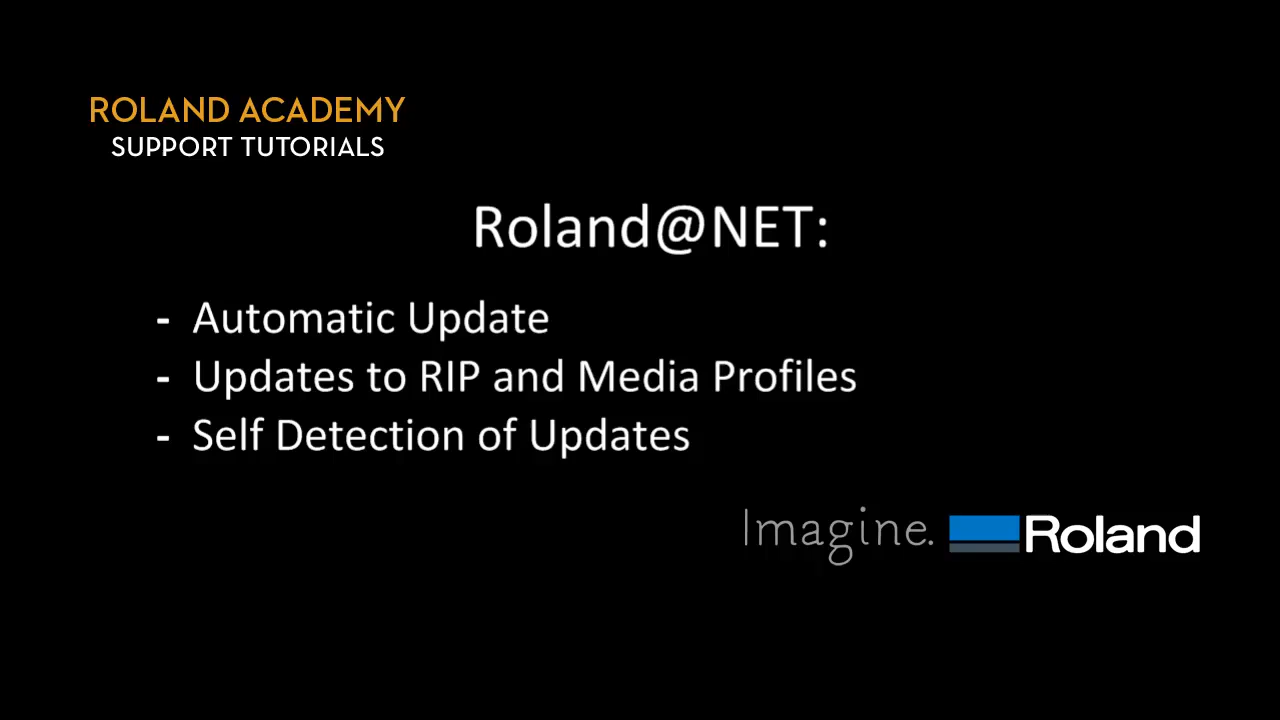 ROLAND ACADEMY
SUPPORT TUTORIALS
Roland@NET:
- Automatic Update
- Updates to RIP and Media Profiles
- Self Detection of Updates
Imagine. Roland